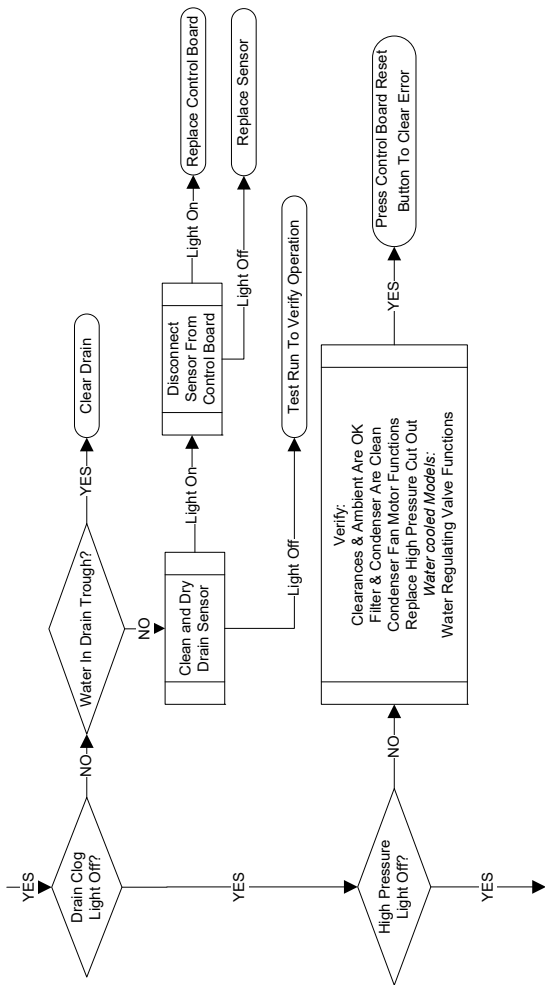 YES
Drain Clog
Light Off?
NO
Water In Drain Trough?
YES
Clear Drain
NO
Clean and Dry
Drain Sensor
Light On
Disconnect
Sensor From
Control Board
Light On
Replace Control Board
Light Off
Replace Sensor
Light Off
Test Run To Verify Operation
YES
High Pressure
Light Off?
NO
Verify:
Clearances & Ambient Are OK
Filter & Condenser Are Clean
Condenser Fan Motor Functions
Replace High Pressure Cut Out
Water cooled Models:
Water Regulating Valve Functions
YES
Press Control Board Reset
Button To Clear Error
YES